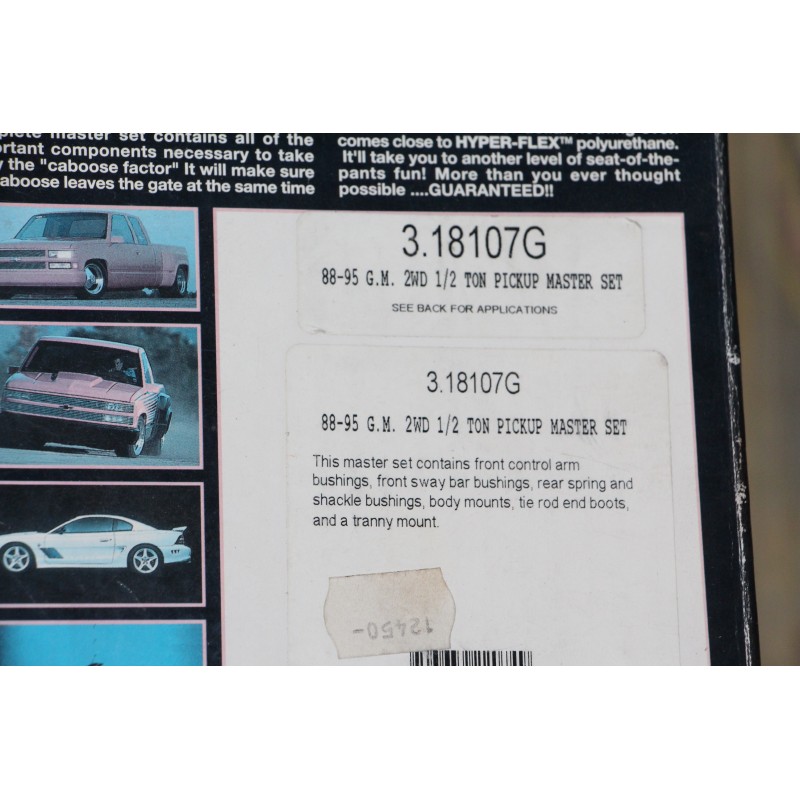 plete master set contains all of the
ortant components necessary to take
y the "caboose factor" It will make sure
aboose leaves the gate at the same time
comes close to HYPER-FLEX™ polyurethane.
It'll take you to another level of seat-of-the-
pants fun! More than you ever thought
possible ....GUARANTEED!!
3.18107G
88-95 G.M. 2WD 1/2 TON PICKUP MASTER SET
SEE BACK FOR APPLICATIONS
3.18107G
88-95 G.M. 2WD 1/2 TON PICKUP MASTER SET
This master set contains front control arm
bushings, front sway bar bushings, rear spring and
shackle bushings, body mounts, tie rod end boots,
and a tranny mount.
12450-